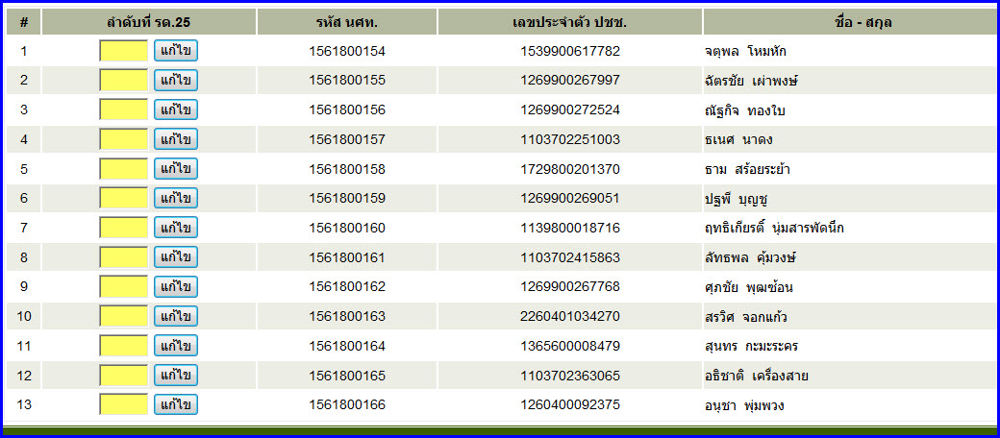 # ลำดับที่ รด.25 รหัส นศท. เลขประจำตัว ปชช. ชื่อ - สกุล
1 แก้ไข 1561800154 1539900617782 จตุพล โหมหัก
2 แก้ไข 1561800155 1269900267997 ฉัตรชัย เผ่าพงษ์
3 แก้ไข 1561800156 1269900272524 ณัฐกิจ ทองใบ
4 แก้ไข 1561800157 1103702251003 ธเนศ นาดง
5 แก้ไข 1561800158 1729800201370 ธาม สร้อยระย้า
6 แก้ไข 1561800159 1269900269051 ปฐพี บุญชู
7 แก้ไข 1561800160 1139800018716 ฤทธิเกียรติ์ นุ่มสารพัดนึก
8 แก้ไข 1561800161 1103702415863 ลัทธพล คุ้มวงษ์
9 แก้ไข 1561800162 1269900267768 ศุภชัย พุฒซ้อน
10 แก้ไข 1561800163 2260401034270 สรวิศ จอกแก้ว
11 แก้ไข 1561800164 1365600008479 สุนทร กะมะระคร
12 แก้ไข 1561800165 1103702363065 อธิชาติ เครื่องสาย
13 แก้ไข 1561800166 1260400092375 อนุชา พุ่มพวง